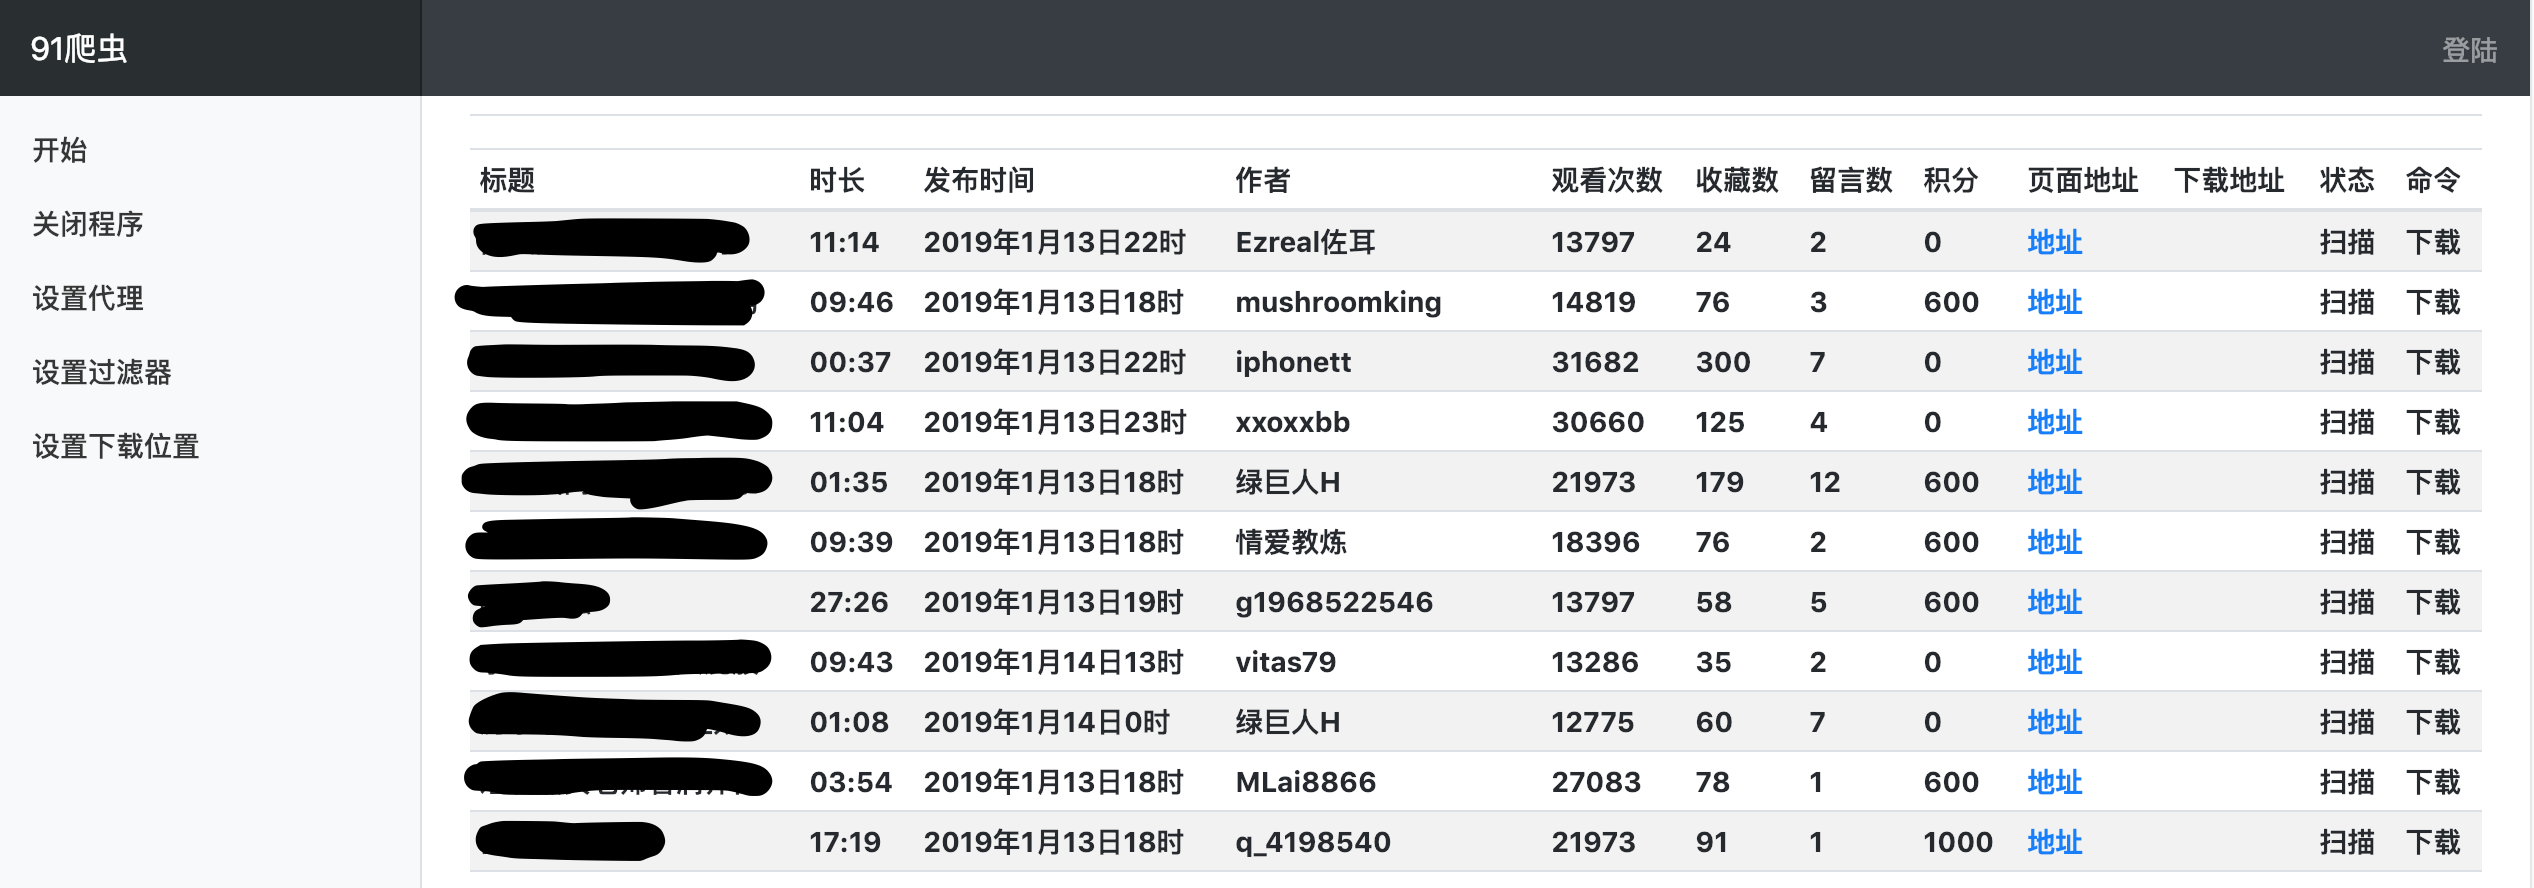 91爬虫 登陆
开始
关闭程序
设置代理
设置过滤器
设置下载位置
标题 时长 发布时间 作者 观看次数 收藏数 留言数 积分 页面地址 下载地址 状态 命令
11:14 2019年1月13日22时 Ezreal佐耳 13797 24 2 0 地址 扫描 下载
09:46 2019年1月13日18时 mushroomking 14819 76 3 600 地址 扫描 下载
00:37 2019年1月13日22时 iphonett 31682 300 7 0 地址 扫描 下载
11:04 2019年1月13日23时 xxoxxbb 30660 125 4 0 地址 扫描 下载
01:35 2019年1月13日18时 绿巨人H 21973 179 12 600 地址 扫描 下载
09:39 2019年1月13日18时 情爱教炼 18396 76 2 600 地址 扫描 下载
27:26 2019年1月13日19时 g1968522546 13797 58 5 600 地址 扫描 下载
09:43 2019年1月14日13时 vitas79 13286 35 2 0 地址 扫描 下载
01:08 2019年1月14日0时 绿巨人H 12775 60 7 0 地址 扫描 下载
03:54 2019年1月13日18时 MLai8866 27083 78 1 600 地址 扫描 下载
17:19 2019年1月13日18时 q_4198540 21973 91 1 1000 地址 扫描 下载